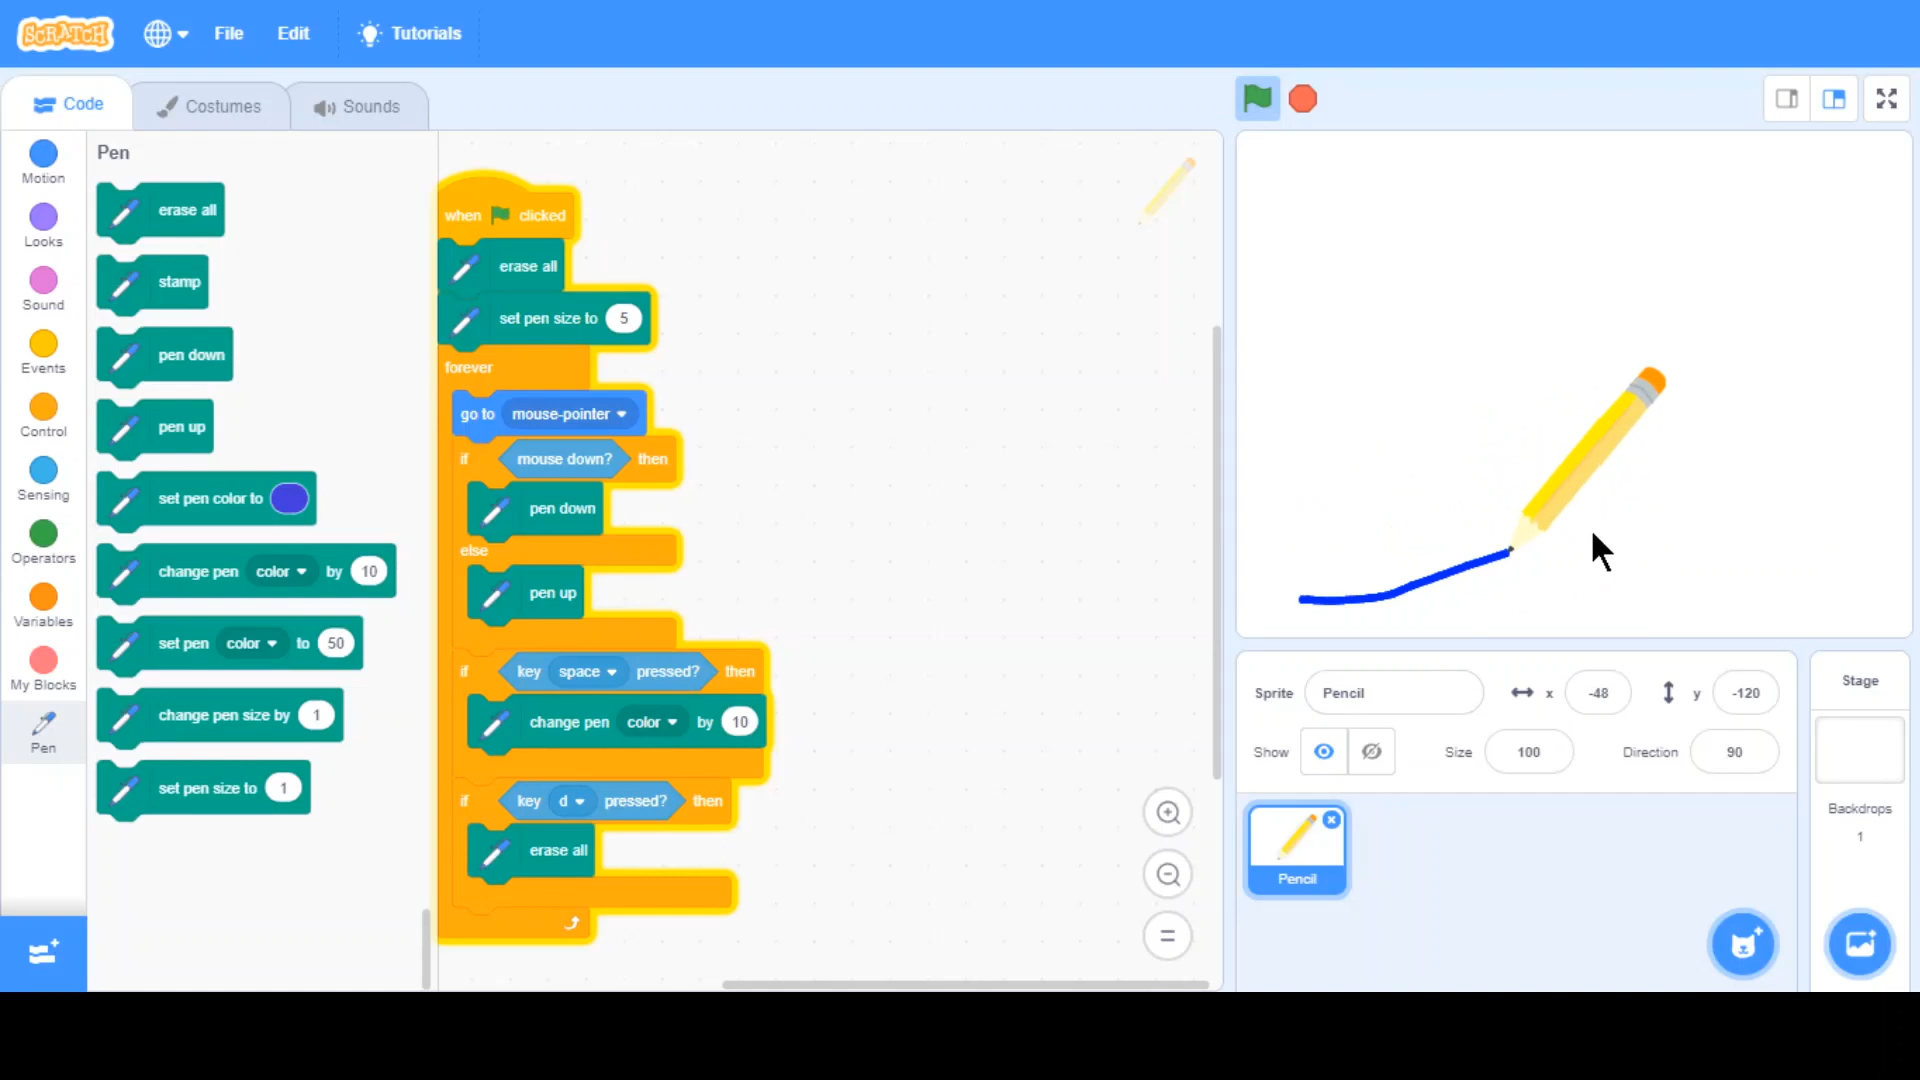 SCRATCH File Edit Tutorials
Code Costumes Sounds
Motion
Looks
Sound
Events
Control
Sensing
Operators
Variables
My Blocks
Pen
Pen
erase all
stamp
pen down
pen up
set pen color to
change pen color by 10
set pen color to 50
change pen size by 1
set pen size to 1
when clicked
erase all
set pen size to 5
forever
go to mouse-pointer
if mouse down? then
pen down
else
pen up
if key space pressed? then
change pen color by 10
if key d pressed? then
erase all
Sprite Pencil x -48 y -120
Show Size 100 Direction 90
Pencil
Stage
Backdrops
1